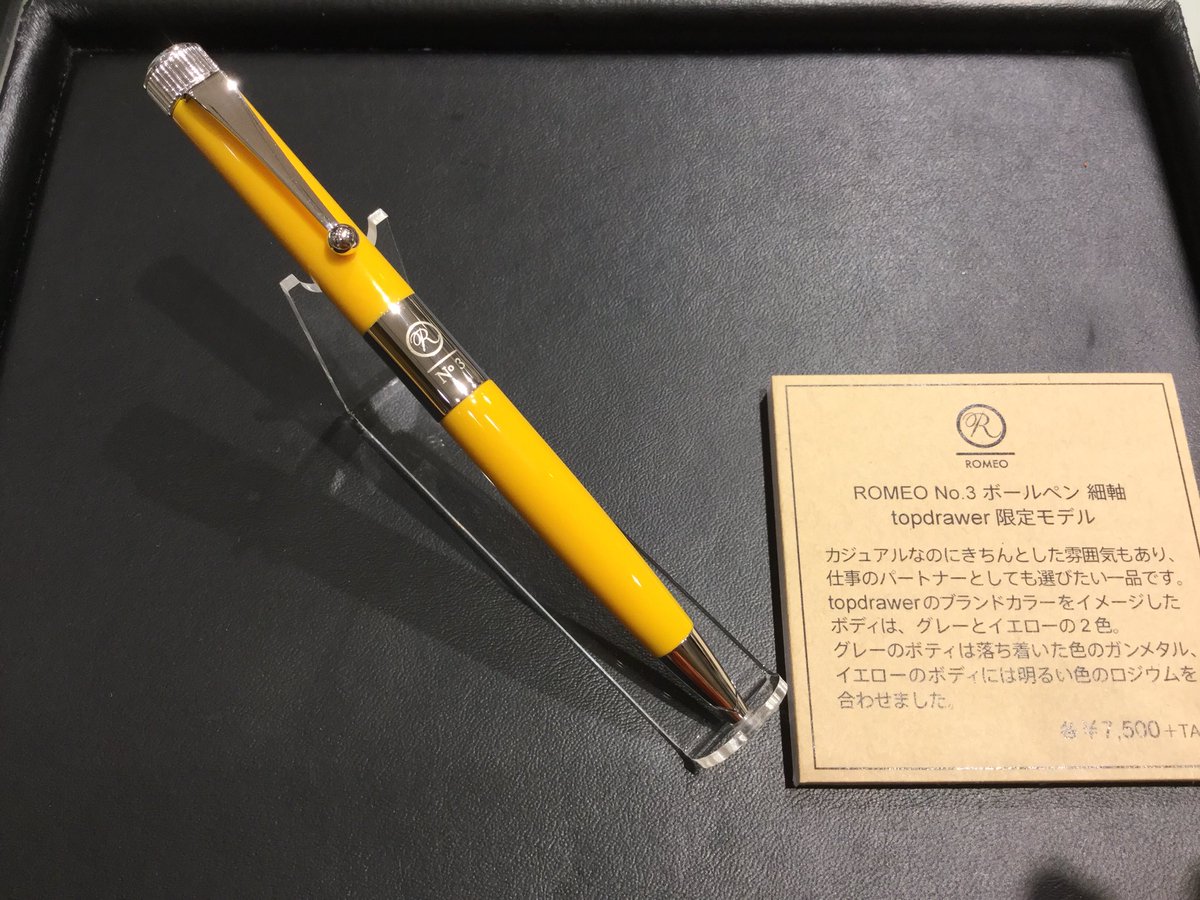 R
No 3
R
ROMEO
ROMEO No.3 ボールペン 細軸
topdrawer 限定モデル
カジュアルなのにきちんとした雰囲気もあり、
仕事のパートナーとしても選びたい一品です。
topdrawerのブランドカラーをイメージした
ボディは、グレーとイエローの2色。
グレーのボティは落ち着いた色のガンメタル、
イエローのボディには明るい色のロジウムを
合わせました。
各¥7,500+TA